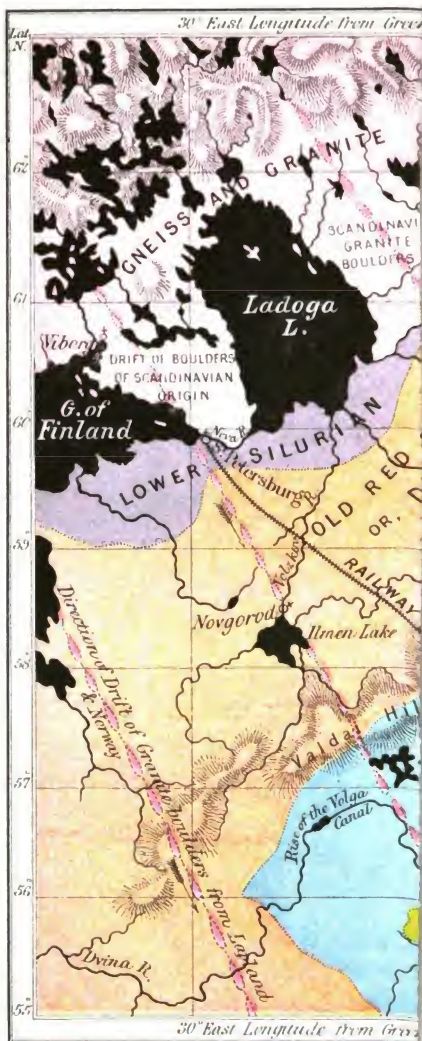 30° East Longitude from Gree
Lat.
N.
62°
GNEISS AND GRANITE
SCANDINAVI
GRANITE
BOULDERS
61
Ladoga
L.
Wiborg
DRIFT OF BOULDERS
OF SCANDINAVIAN
ORIGIN
60
G. of
Finland
Neva R.
LOWER SILURIAN
Petersburg
OLD RED
OR, D
59
RAILWAY
Novgorod
Ilmen Lake
58
Direction of Drift of Granite boulders from Lapland
& Norway
Valdai Hil
57
Rise of the Volga
Canal
56
Dvina R.
55°
30° East Longitude from Gree